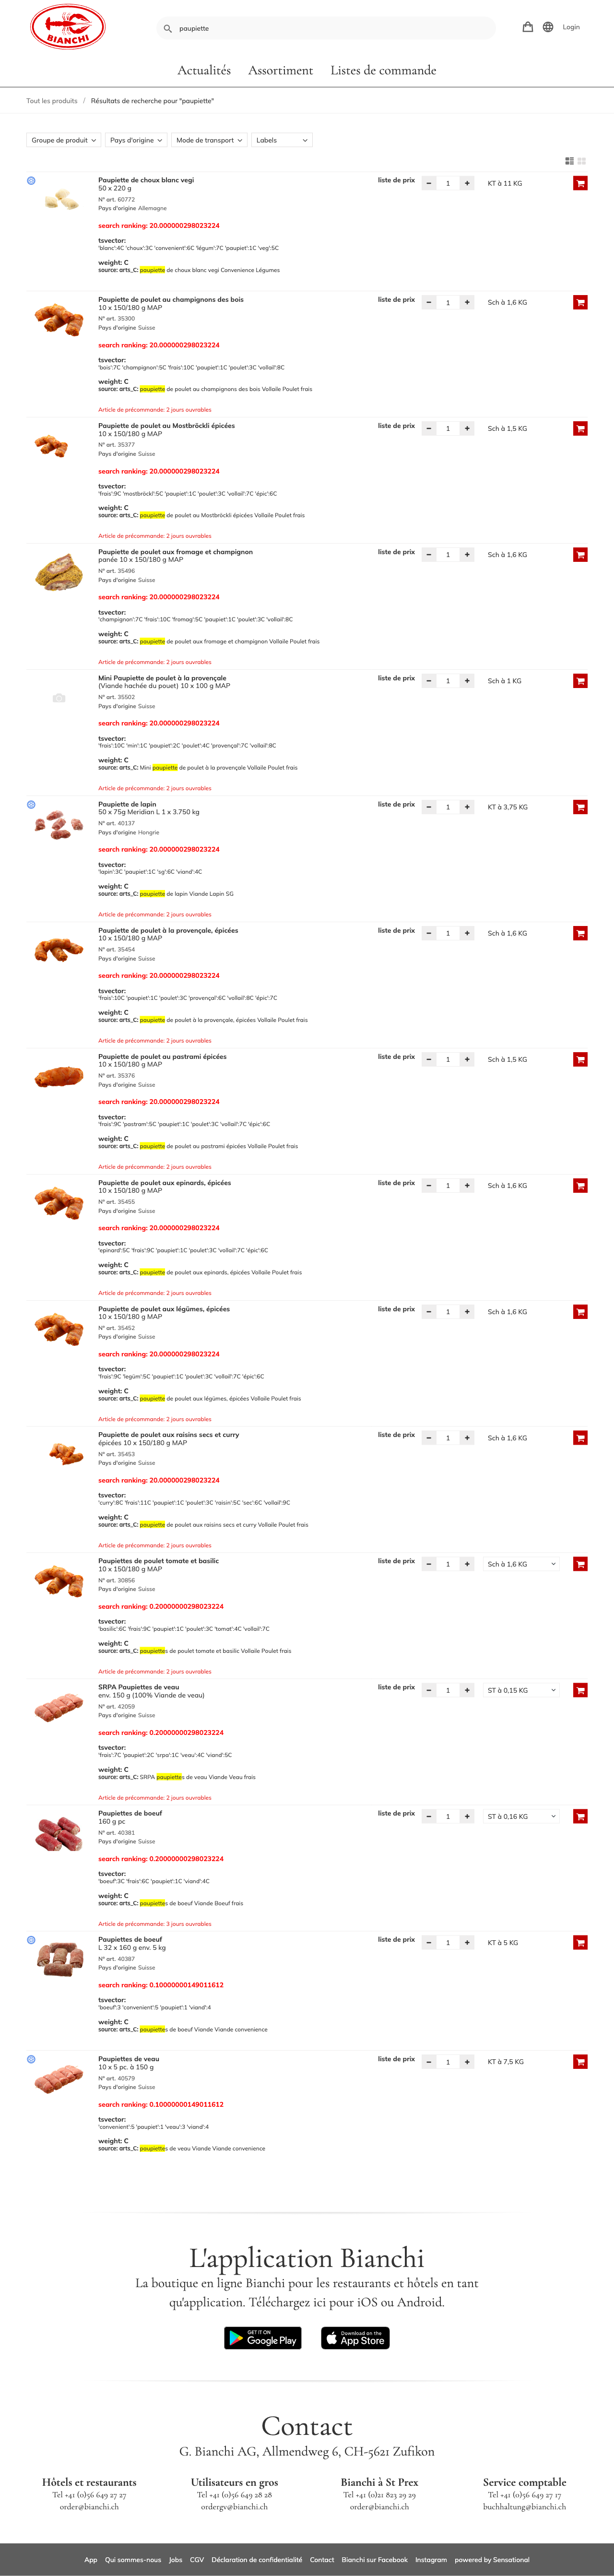 BIANCHI
paupiette
Login
Actualités Assortiment Listes de commande
Tout les produits / Résultats de recherche pour "paupiette"
Groupe de produit Pays d'origine Mode de transport Labels
Paupiette de choux blanc vegi liste de prix − 1 + KT à 11 KG
50 x 220 g
N° art. 60772
Pays d'origine Allemagne
search ranking: 20.000000298023224
tsvector:
'blanc':4C 'choux':3C 'convenient':6C 'légum':7C 'paupiet':1C 'veg':5C
weight: C
source: arts_C: paupiette de choux blanc vegi Convenience Légumes
Paupiette de poulet au champignons des bois liste de prix − 1 + Sch à 1,6 KG
10 x 150/180 g MAP
N° art. 35300
Pays d'origine Suisse
search ranking: 20.000000298023224
tsvector:
'bois':7C 'champignon':5C 'frais':10C 'paupiet':1C 'poulet':3C 'vollail':8C
weight: C
source: arts_C: paupiette de poulet au champignons des bois Vollaile Poulet frais
Article de précommande: 2 jours ouvrables
Paupiette de poulet au Mostbröckli épicées liste de prix − 1 + Sch à 1,5 KG
10 x 150/180 g MAP
N° art. 35377
Pays d'origine Suisse
search ranking: 20.000000298023224
tsvector:
'frais':9C 'mostbröckl':5C 'paupiet':1C 'poulet':3C 'vollail':7C 'épic':6C
weight: C
source: arts_C: paupiette de poulet au Mostbröckli épicées Vollaile Poulet frais
Article de précommande: 2 jours ouvrables
Paupiette de poulet aux fromage et champignon liste de prix − 1 + Sch à 1,6 KG
panée 10 x 150/180 g MAP
N° art. 35496
Pays d'origine Suisse
search ranking: 20.000000298023224
tsvector:
'champignon':7C 'frais':10C 'fromag':5C 'paupiet':1C 'poulet':3C 'vollail':8C
weight: C
source: arts_C: paupiette de poulet aux fromage et champignon Vollaile Poulet frais
Article de précommande: 2 jours ouvrables
Mini Paupiette de poulet à la provençale liste de prix − 1 + Sch à 1 KG
(Viande hachée du pouet) 10 x 100 g MAP
N° art. 35502
Pays d'origine Suisse
search ranking: 20.000000298023224
tsvector:
'frais':10C 'min':1C 'paupiet':2C 'poulet':4C 'provençal':7C 'vollail':8C
weight: C
source: arts_C: Mini paupiette de poulet à la provençale Vollaile Poulet frais
Article de précommande: 2 jours ouvrables
Paupiette de lapin liste de prix − 1 + KT à 3,75 KG
50 x 75g Meridian L 1 x 3.750 kg
N° art. 40137
Pays d'origine Hongrie
search ranking: 20.000000298023224
tsvector:
'lapin':3C 'paupiet':1C 'sg':6C 'viand':4C
weight: C
source: arts_C: paupiette de lapin Viande Lapin SG
Article de précommande: 2 jours ouvrables
Paupiette de poulet à la provençale, épicées liste de prix − 1 + Sch à 1,6 KG
10 x 150/180 g MAP
N° art. 35454
Pays d'origine Suisse
search ranking: 20.000000298023224
tsvector:
'frais':10C 'paupiet':1C 'poulet':3C 'provençal':6C 'vollail':8C 'épic':7C
weight: C
source: arts_C: paupiette de poulet à la provençale, épicées Vollaile Poulet frais
Article de précommande: 2 jours ouvrables
Paupiette de poulet au pastrami épicées liste de prix − 1 + Sch à 1,5 KG
10 x 150/180 g MAP
N° art. 35376
Pays d'origine Suisse
search ranking: 20.000000298023224
tsvector:
'frais':9C 'pastram':5C 'paupiet':1C 'poulet':3C 'vollail':7C 'épic':6C
weight: C
source: arts_C: paupiette de poulet au pastrami épicées Vollaile Poulet frais
Article de précommande: 2 jours ouvrables
Paupiette de poulet aux epinards, épicées liste de prix − 1 + Sch à 1,6 KG
10 x 150/180 g MAP
N° art. 35455
Pays d'origine Suisse
search ranking: 20.000000298023224
tsvector:
'epinard':5C 'frais':9C 'paupiet':1C 'poulet':3C 'vollail':7C 'épic':6C
weight: C
source: arts_C: paupiette de poulet aux epinards, épicées Vollaile Poulet frais
Article de précommande: 2 jours ouvrables
Paupiette de poulet aux légûmes, épicées liste de prix − 1 + Sch à 1,6 KG
10 x 150/180 g MAP
N° art. 35452
Pays d'origine Suisse
search ranking: 20.000000298023224
tsvector:
'frais':9C 'legûm':5C 'paupiet':1C 'poulet':3C 'vollail':7C 'épic':6C
weight: C
source: arts_C: paupiette de poulet aux légûmes, épicées Vollaile Poulet frais
Article de précommande: 2 jours ouvrables
Paupiette de poulet aux raisins secs et curry liste de prix − 1 + Sch à 1,6 KG
épicées 10 x 150/180 g MAP
N° art. 35453
Pays d'origine Suisse
search ranking: 20.000000298023224
tsvector:
'curry':8C 'frais':11C 'paupiet':1C 'poulet':3C 'raisin':5C 'sec':6C 'vollail':9C
weight: C
source: arts_C: paupiette de poulet aux raisins secs et curry Vollaile Poulet frais
Article de précommande: 2 jours ouvrables
Paupiettes de poulet tomate et basilic liste de prix − 1 + Sch à 1,6 KG
10 x 150/180 g MAP
N° art. 30856
Pays d'origine Suisse
search ranking: 0.20000000298023224
tsvector:
'basilic':6C 'frais':9C 'paupiet':1C 'poulet':3C 'tomat':4C 'vollail':7C
weight: C
source: arts_C: paupiettes de poulet tomate et basilic Vollaile Poulet frais
Article de précommande: 2 jours ouvrables
SRPA Paupiettes de veau liste de prix − 1 + ST à 0,15 KG
env. 150 g (100% Viande de veau)
N° art. 42059
Pays d'origine Suisse
search ranking: 0.20000000298023224
tsvector:
'frais':7C 'paupiet':2C 'srpa':1C 'veau':4C 'viand':5C
weight: C
source: arts_C: SRPA paupiettes de veau Viande Veau frais
Article de précommande: 2 jours ouvrables
Paupiettes de boeuf liste de prix − 1 + ST à 0,16 KG
160 g pc
N° art. 40381
Pays d'origine Suisse
search ranking: 0.20000000298023224
tsvector:
'boeuf':3C 'frais':6C 'paupiet':1C 'viand':4C
weight: C
source: arts_C: paupiettes de boeuf Viande Boeuf frais
Article de précommande: 3 jours ouvrables
Paupiettes de boeuf liste de prix − 1 + KT à 5 KG
L 32 x 160 g env. 5 kg
N° art. 40387
Pays d'origine Suisse
search ranking: 0.10000000149011612
tsvector:
'boeuf':3 'convenient':5 'paupiet':1 'viand':4
weight: C
source: arts_C: paupiettes de boeuf Viande Viande convenience
Paupiettes de veau liste de prix − 1 + KT à 7,5 KG
10 x 5 pc. à 150 g
N° art. 40579
Pays d'origine Suisse
search ranking: 0.10000000149011612
tsvector:
'convenient':5 'paupiet':1 'veau':3 'viand':4
weight: C
source: arts_C: paupiettes de veau Viande Viande convenience
L'application Bianchi
La boutique en ligne Bianchi pour les restaurants et hôtels en tant
qu'application. Téléchargez ici pour iOS ou Android.
GET IT ON Google Play Download on the App Store
Contact
G. Bianchi AG, Allmendweg 6, CH-5621 Zufikon
Hôtels et restaurants Utilisateurs en gros Bianchi à St Prex Service comptable
Tel +41 (0)56 649 27 27 Tel +41 (0)56 649 28 28 Tel +41 (0)21 823 29 29 Tel +41 (0)56 649 27 17
order@bianchi.ch ordergv@bianchi.ch order@bianchi.ch buchhaltung@bianchi.ch
App Qui sommes-nous Jobs CGV Déclaration de confidentialité Contact Bianchi sur Facebook Instagram powered by Sensational